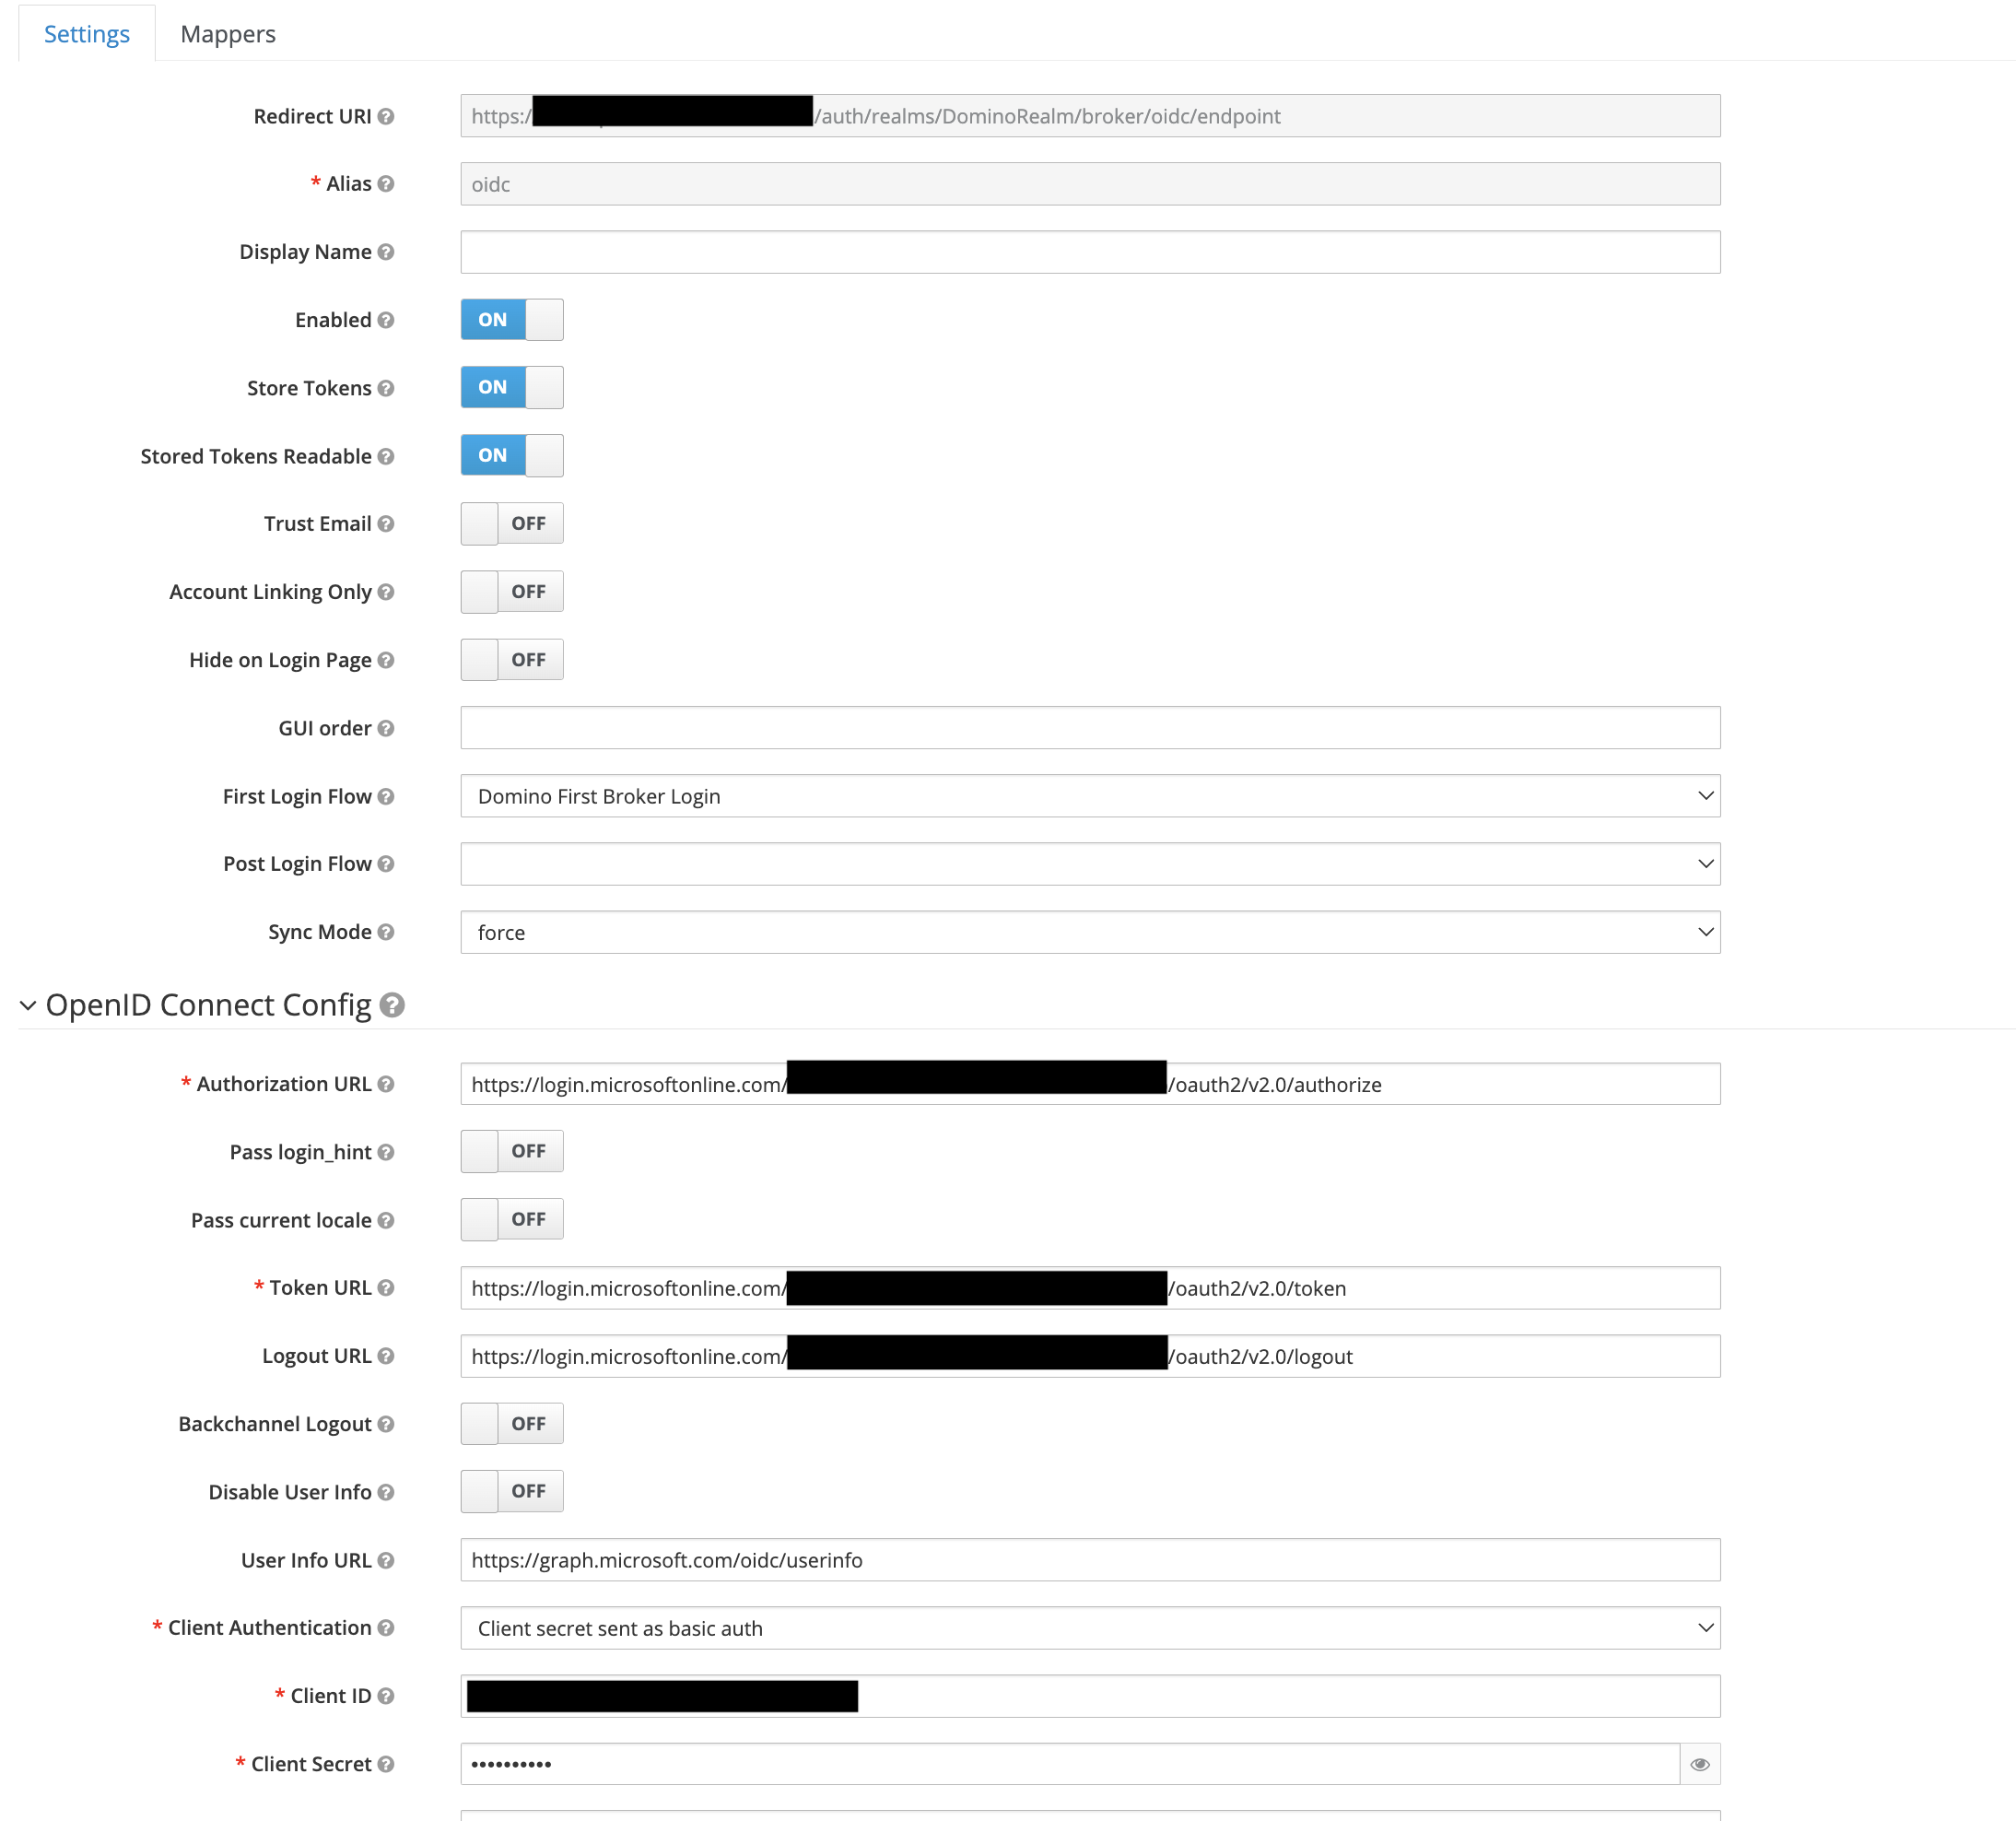 Settings Mappers
Redirect URI https:/ /auth/realms/DominoRealm/broker/oidc/endpoint
* Alias oidc
Display Name
Enabled ON
Store Tokens ON
Stored Tokens Readable ON
Trust Email OFF
Account Linking Only OFF
Hide on Login Page OFF
GUI order
First Login Flow Domino First Broker Login
Post Login Flow
Sync Mode force
OpenID Connect Config
* Authorization URL https://login.microsoftonline.com/ /oauth2/v2.0/authorize
Pass login_hint OFF
Pass current locale OFF
* Token URL https://login.microsoftonline.com/ /oauth2/v2.0/token
Logout URL https://login.microsoftonline.com/ /oauth2/v2.0/logout
Backchannel Logout OFF
Disable User Info OFF
User Info URL https://graph.microsoft.com/oidc/userinfo
* Client Authentication Client secret sent as basic auth
* Client ID
* Client Secret ••••••••••